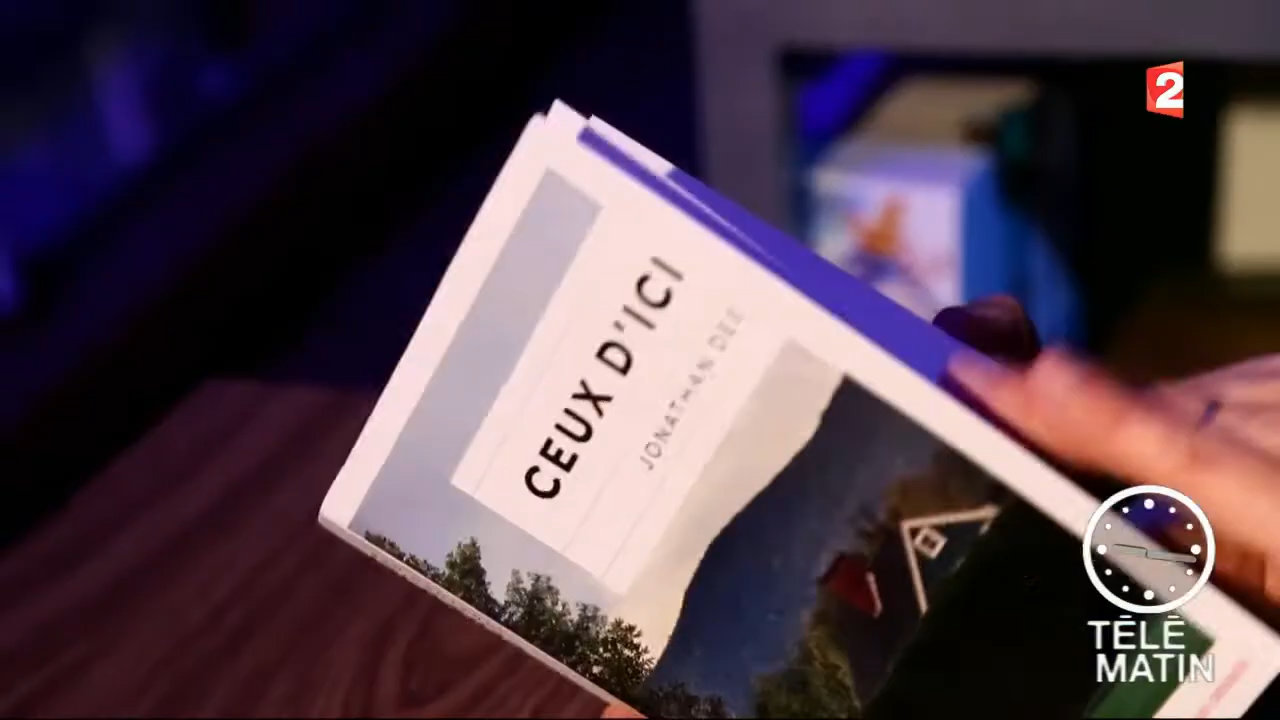 2
CEUX D'ICI
JONATHAN DEE
TÉLÉ
MATIN